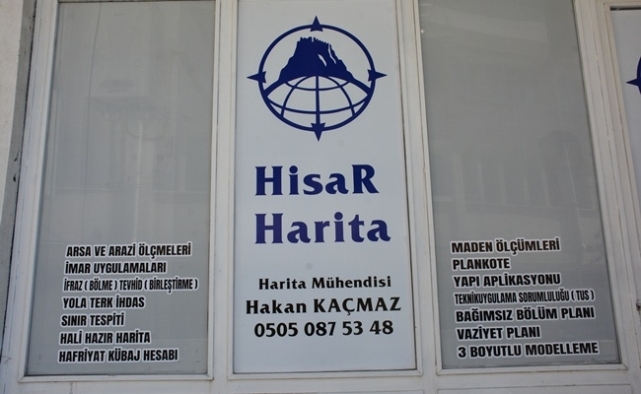 HisaR
Harita
Harita Mühendisi
Hakan KAÇMAZ
0505 087 53 48
ARSA VE ARAZİ ÖLÇMELERİ
İMAR UYGULAMALARI
İFRAZ ( BÖLME ) TEVHİD ( BİRLEŞTİRME )
YOLA TERK İHDAS
SINIR TESPİTİ
HALİ HAZIR HARİTA
HAFRİYAT KÜBAJ HESABI
MADEN ÖLÇÜMLERİ
PLANKOTE
YAPI APLİKASYONU
TEKNİKUYGULAMA SORUMLULUĞU ( TUS )
BAĞIMSIZ BÖLÜM PLANI
VAZİYET PLANI
3 BOYUTLU MODELLEME